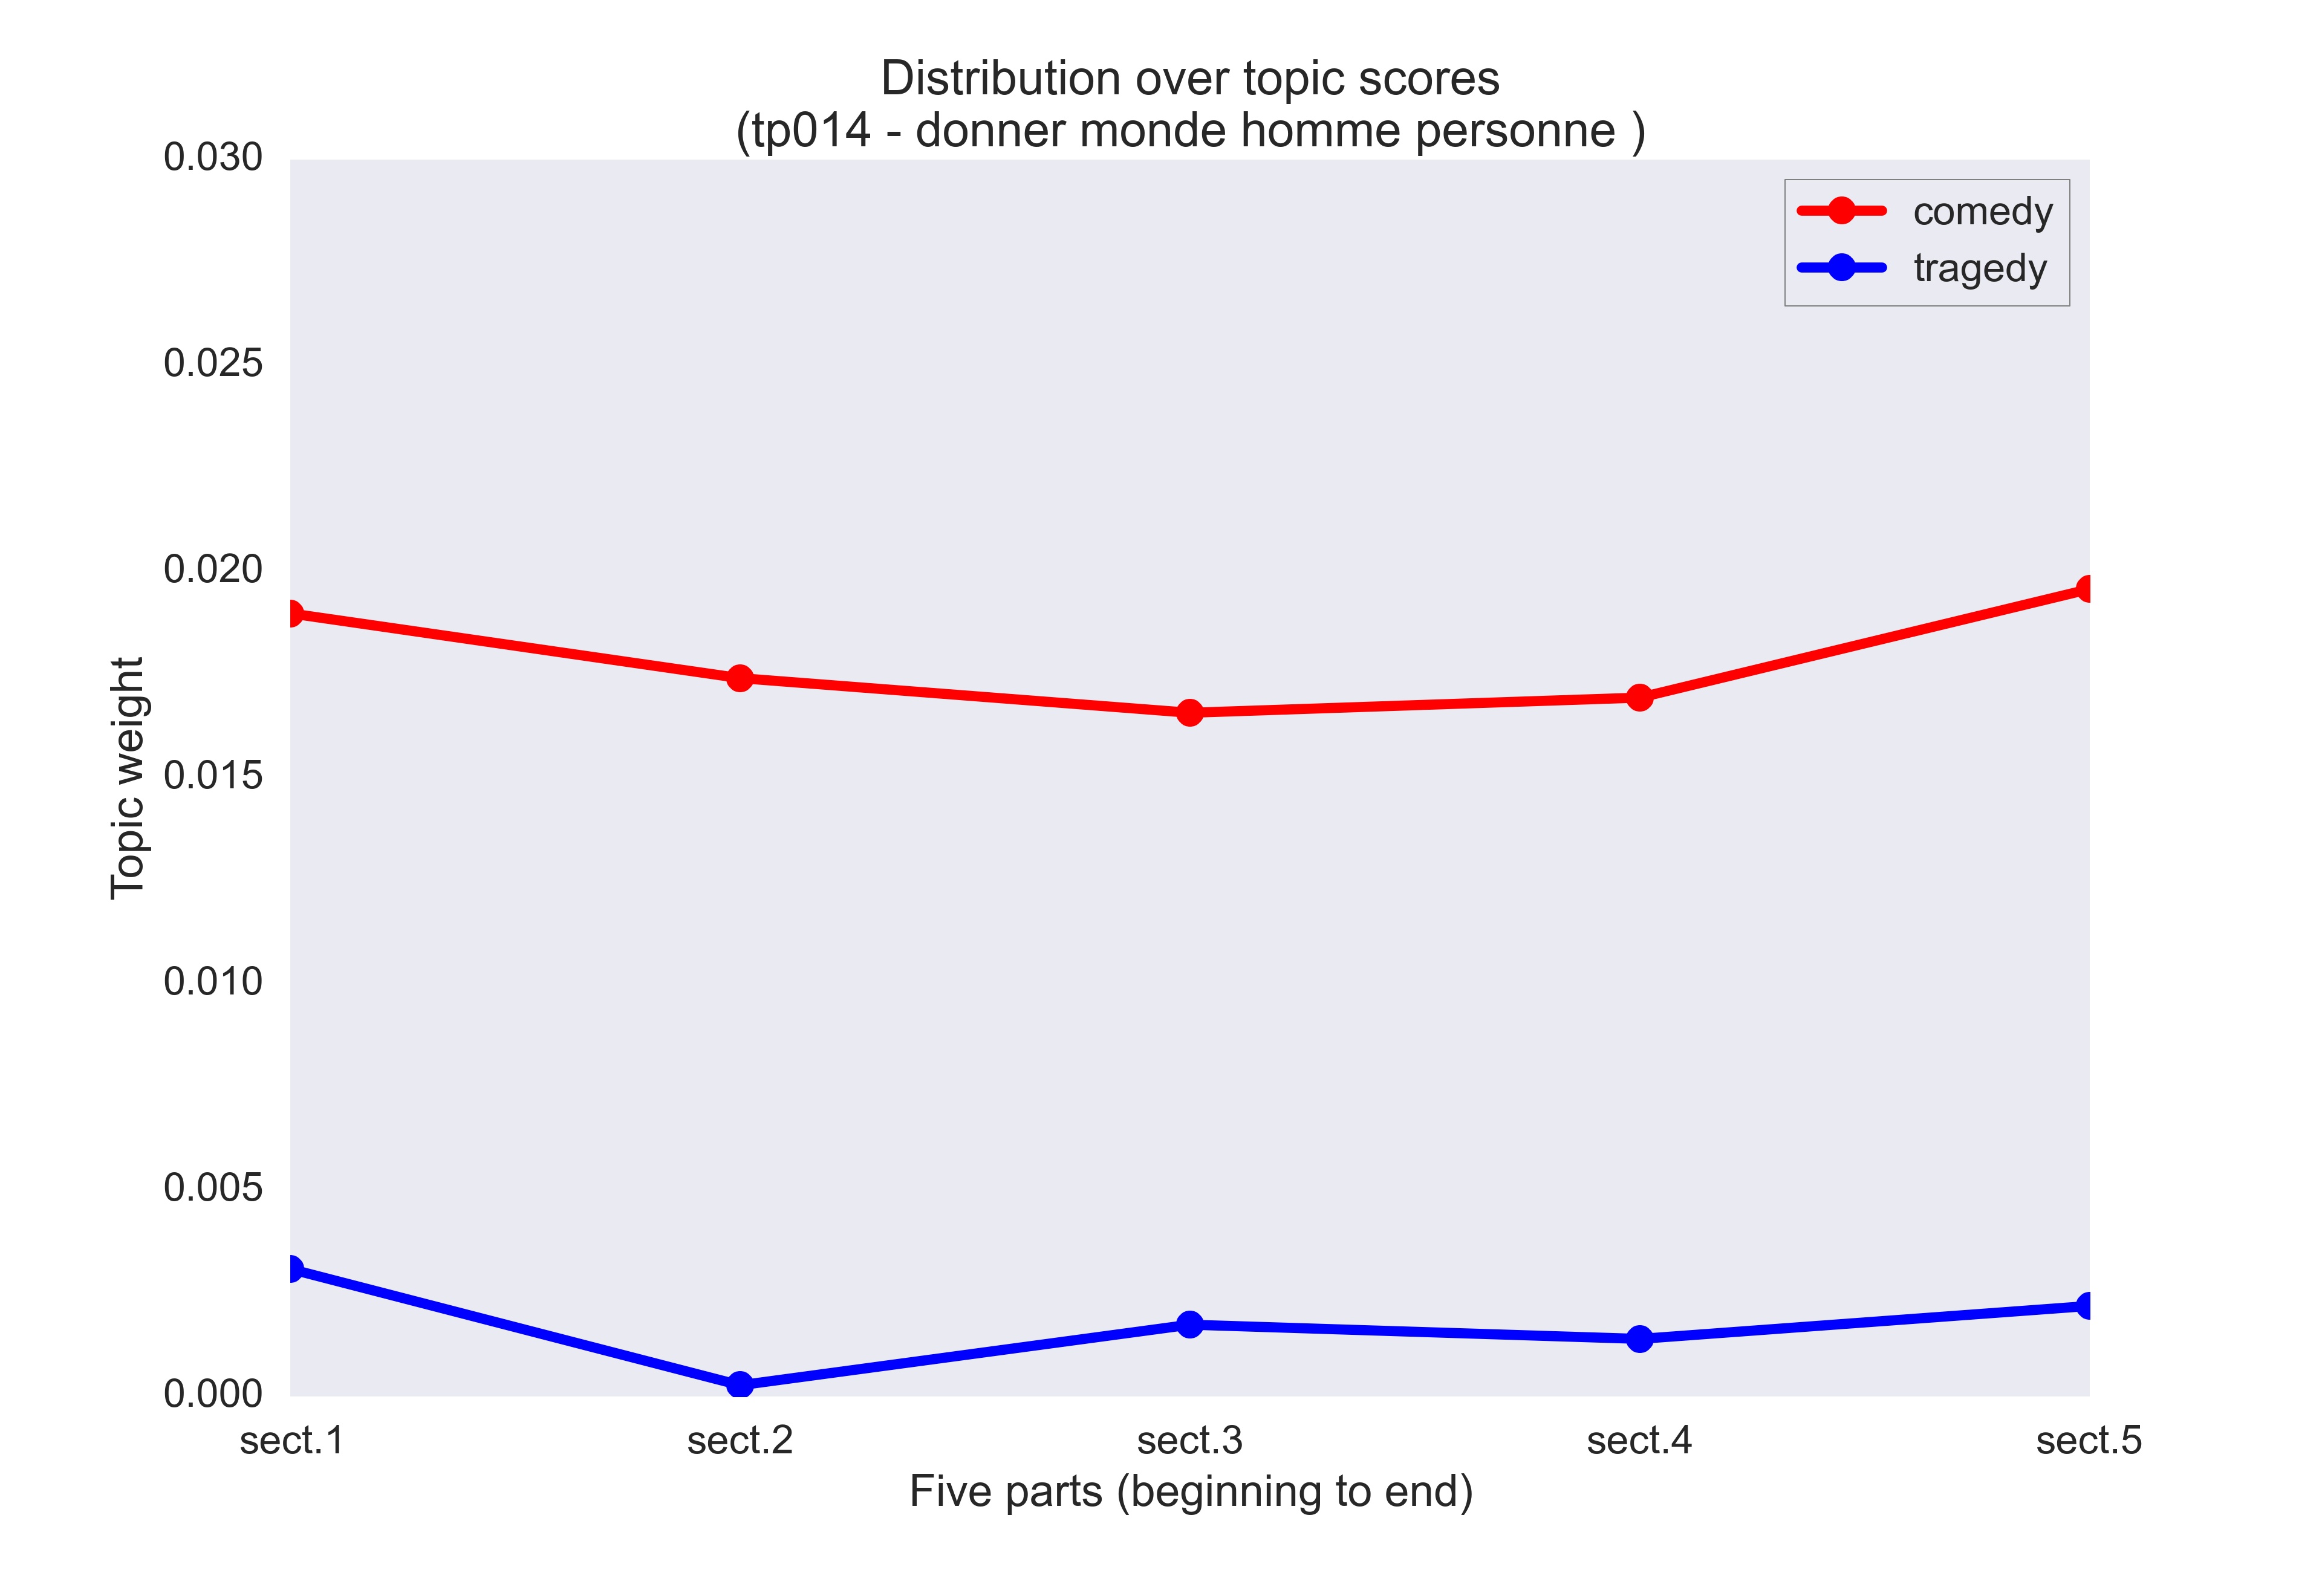 Distribution over topic scores
(tp014 - donner monde homme personne )
comedy
tragedy
Topic weight
0.030
0.025
0.020
0.015
0.010
0.005
0.000
sect.1
sect.2
sect.3
sect.4
sect.5
Five parts (beginning to end)